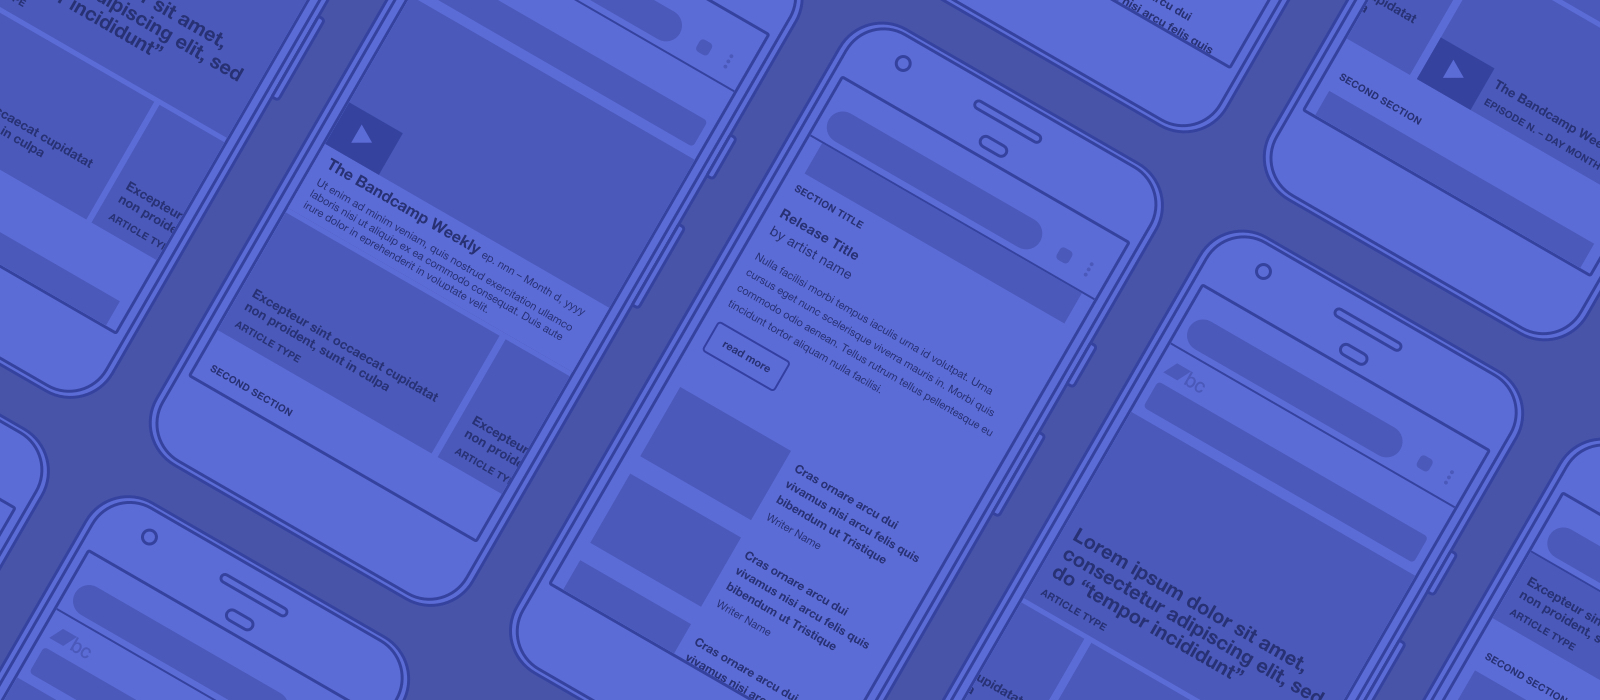 sit amet,
adipiscing elit, sed
incididunt”
occaecat cupidatat
in culpa
Excepteur
non proide
ARTICLE TY
The Bandcamp Weekly ep. nnn – Month d, yyyy
Ut enim ad minim veniam, quis nostrud exercitation ullamco
laboris nisi ut aliquip ex ea commodo consequat. Duis aute
irure dolor in eprehenderit in voluptate velit.
Excepteur sint occaecat cupidatat
non proident, sunt in culpa
ARTICLE TYPE
Excepteur
non proide
ARTICLE TY
SECOND SECTION
bc
SECTION TITLE
Release Title
by artist name
Nulla facilisi morbi tempus iaculis urna id volutpat. Urna
cursus eget nunc scelerisque viverra mauris in. Morbi quis
commodo odio aenean. Tellus rutrum tellus pellentesque eu
tincidunt tortor aliquam nulla facilisi.
read more
Cras ornare arcu dui
vivamus nisi arcu felis quis
bibendum ut Tristique
Writer Name
Cras ornare arcu dui
vivamus nisi arcu felis quis
bibendum ut Tristique
Writer Name
Cras ornare arcu dui
vivamus nisi arcu felis quis
arcu dui
nisi arcu felis quis
bc
Lorem ipsum dolor sit amet,
consectetur adipiscing elit, sed
do “tempor incididunt”
ARTICLE TYPE
cupidatat
cupidatat
The Bandcamp Wee
EPISODE N. – DAY MONTH
SECOND SECTION
Excepteur sin
non proident, s
ARTICLE TYPE
SECOND SECTION